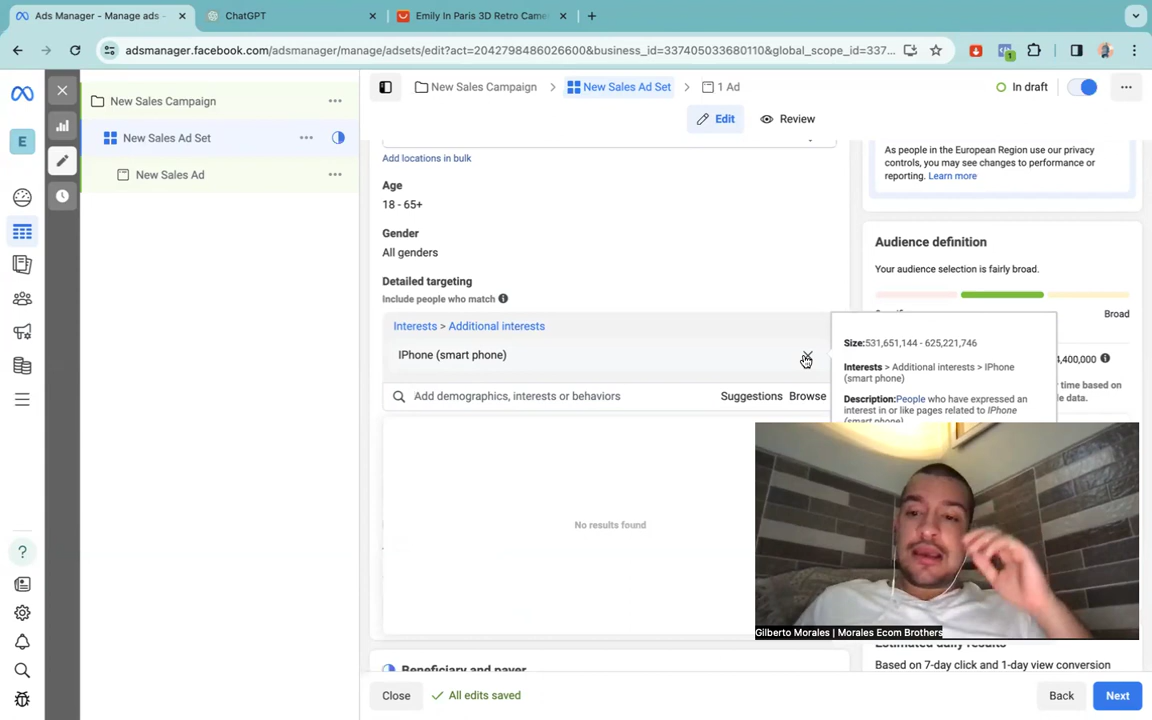 Ads Manager - Manage ads -
ChatGPT
Emily In Paris 3D Retro Came
adsmanager.facebook.com/adsmanager/manage/adsets/edit?act=2042798486026600&business_id=337405033680110&global_scope_id=337...
1
New Sales Campaign
New Sales Ad Set
1 Ad
In draft
New Sales Campaign
New Sales Ad Set
New Sales Ad
E
Edit
Review
Add locations in bulk
Age
18 - 65+
Gender
All genders
Detailed targeting
Include people who match
Interests > Additional interests
IPhone (smart phone)
Add demographics, interests or behaviors
Suggestions
Browse
No results found
Beneficiary and payer
As people in the European Region use our privacy
controls, you may see changes to performance or
reporting. Learn more
Audience definition
Your audience selection is fairly broad.
Broad
Size:531,651,144 - 625,221,746
Interests > Additional interests > IPhone
(smart phone)
Description:People who have expressed an
interest in or like pages related to IPhone
(smart phone)
4,400,000
time based on
data.
Gilberto Morales | Morales Ecom Brothers
Estimated daily results
Based on 7-day click and 1-day view conversion
Close
All edits saved
Back
Next